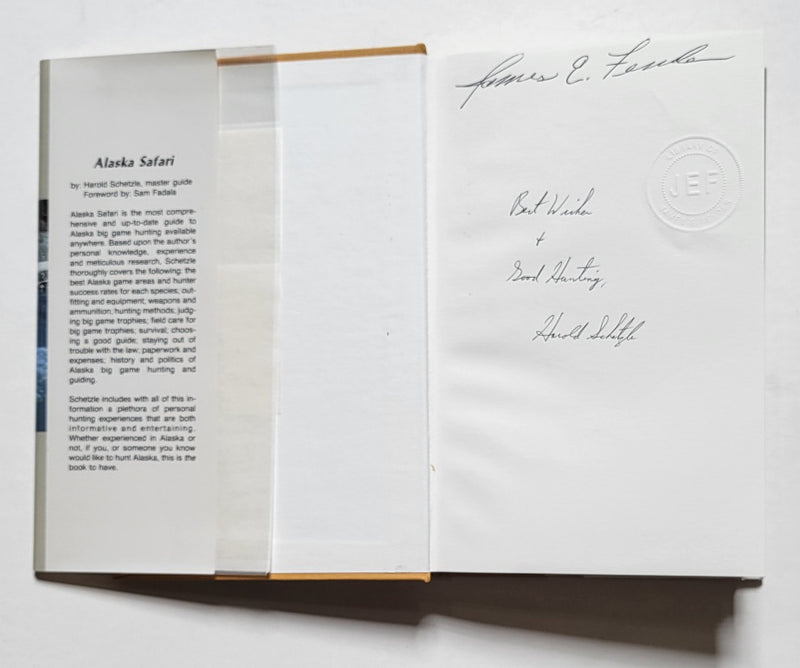 Alaska Safari
by: Harold Schetzle, master guide
Foreword by: Sam Fadala
Alaska Safari is the most compre-
hensive and up-to-date guide to
Alaska big game hunting available
anywhere. Based upon the author's
personal knowledge, experience
and meticulous research, Schetzle
thoroughly covers the following: the
best Alaska game areas and hunter
success rates for each species; out-
fitting and equipment; weapons and
ammunition; hunting methods; judg-
ing big game trophies; field care for
big game trophies; survival; choos-
ing a good guide; staying out of
trouble with the law; paperwork and
expenses; history and politics of
Alaska big game hunting and
guiding.
Schetzle includes with all of this in-
formation a plethora of personal
hunting experiences that are both
informative and entertaining.
Whether experienced in Alaska or
not, if you, or someone you know
would like to hunt Alaska, this is the
book to have.
James E.
LIBRARY OF
JEF
Best Wishes
+
Good Hunting,
Harold Schetzle